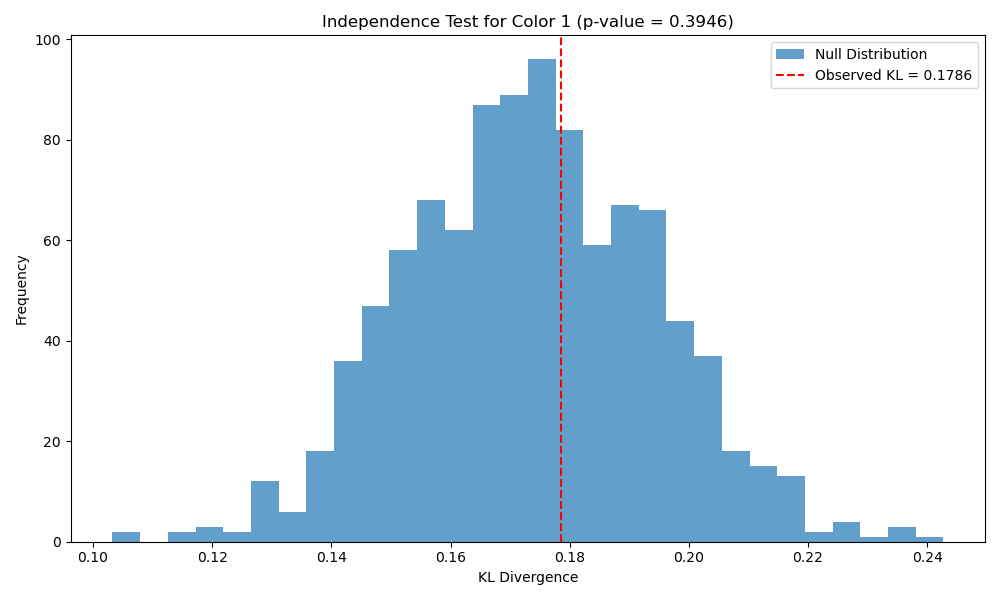 Independence Test for Color 1 (p-value = 0.3946)
Null Distribution
Observed KL = 0.1786
100
80
60
40
20
0
Frequency
0.10 0.12 0.14 0.16 0.18 0.20 0.22 0.24
KL Divergence